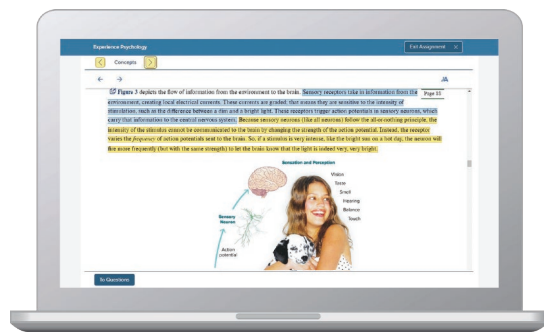 Experience Psychology
Exit Assignment X
Concepts
Figure 3 depicts the flow of information from the environment to the brain. Sensory receptors take in information from the
Page 85
environment, creating local electrical currents. These currents are graded; that means they are sensitive to the intensity of
stimulation, such as the difference between a dim and a bright light. These receptors trigger action potentials in sensory neurons, which
carry that information to the central nervous system. Because sensory neurons (like all neurons) follow the all-or-nothing principle, the
intensity of the stimulus cannot be communicated to the brain by changing the strength of the action potential. Instead, the receptor
varies the frequency of action potentials sent to the brain. So, if a stimulus is very intense, like the bright sun on a hot day, the neuron will
fire more frequently (but with the same strength) to let the brain know that the light is indeed very, very bright.
Sensation and Perception
Vision
Taste
Smell
Hearing
Balance
Touch
Sensory
Neuron
Action
potential
To Questions